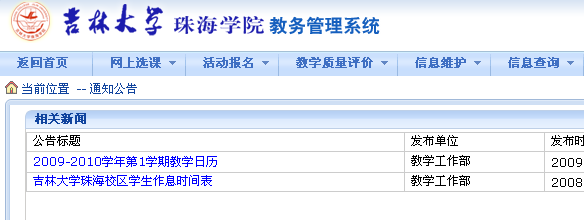 吉林大学 珠海学院 教务管理系统
返回首页 网上选课 活动报名 教学质量评价 信息维护 信息查询
当前位置 -- 通知公告
相关新闻
公告标题 发布单位 发布时
2009-2010学年第1学期教学日历 教学工作部 2009
吉林大学珠海校区学生作息时间表 教学工作部 2008